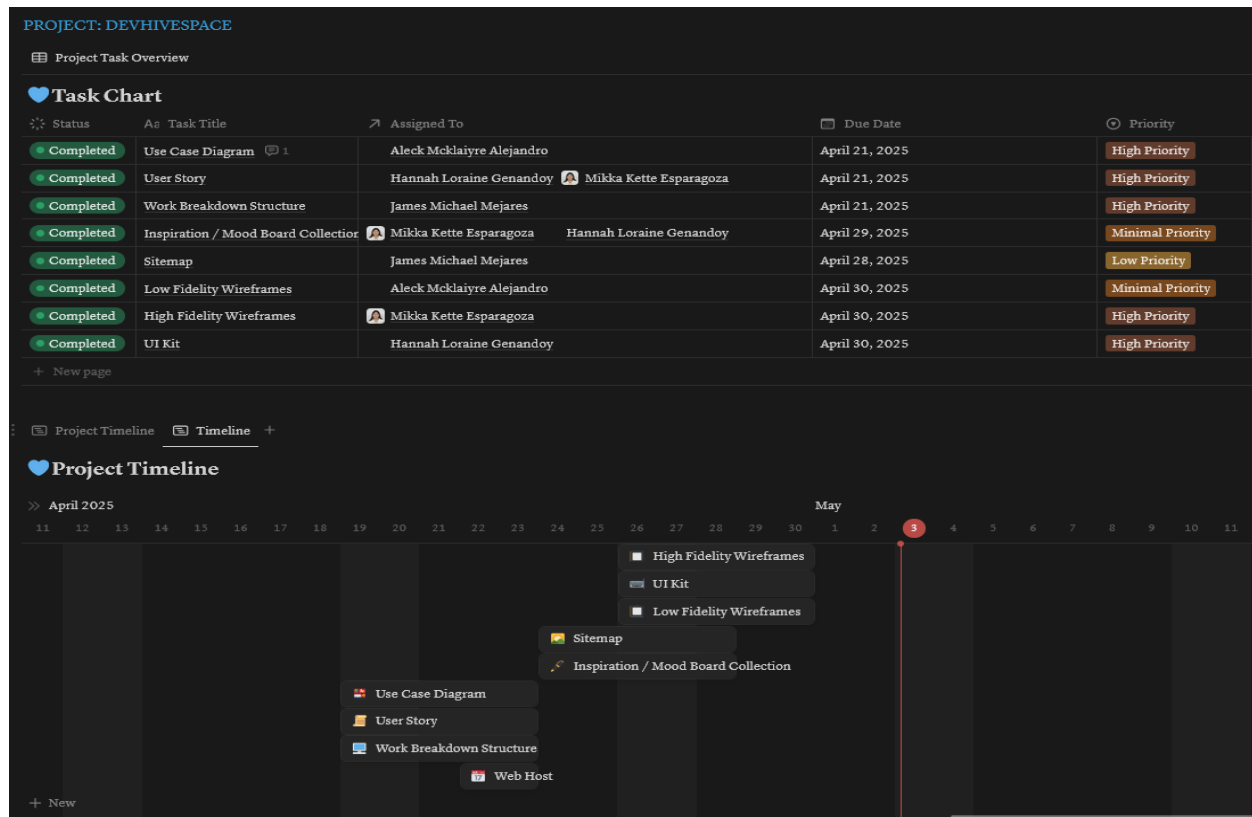 PROJECT: DEVHIVESPACE
Project Task Overview
Task Chart
Status Aa Task Title Assigned To Due Date Priority
Completed Use Case Diagram 1 Aleck Mcklaiyre Alejandro April 21, 2025 High Priority
Completed User Story Hannah Loraine Genandoy Mikka Kette Esparagoza April 21, 2025 High Priority
Completed Work Breakdown Structure James Michael Mejares April 21, 2025 High Priority
Completed Inspiration / Mood Board Collection Mikka Kette Esparagoza Hannah Loraine Genandoy April 29, 2025 Minimal Priority
Completed Sitemap James Michael Mejares April 28, 2025 Low Priority
Completed Low Fidelity Wireframes Aleck Mcklaiyre Alejandro April 30, 2025 Minimal Priority
Completed High Fidelity Wireframes Mikka Kette Esparagoza April 30, 2025 High Priority
Completed UI Kit Hannah Loraine Genandoy April 30, 2025 High Priority
+ New page
Project Timeline Timeline +
Project Timeline
April 2025 May
11 12 13 14 15 16 17 18 19 20 21 22 23 24 25 26 27 28 29 30 1 2 3 4 5 6 7 8 9 10 11
High Fidelity Wireframes
UI Kit
Low Fidelity Wireframes
Sitemap
Inspiration / Mood Board Collection
Use Case Diagram
User Story
Work Breakdown Structure
17 Web Host
+ New